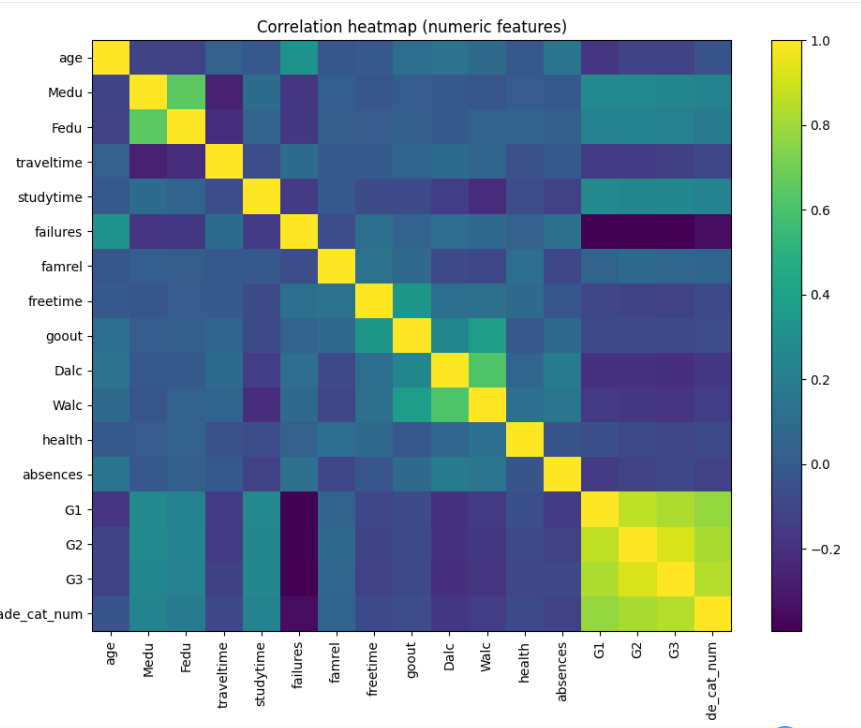 Correlation heatmap (numeric features)
age
Medu
Fedu
traveltime
studytime
failures
famrel
freetime
goout
Dalc
Walc
health
absences
G1
G2
G3
ade_cat_num
age
Medu
Fedu
traveltime
studytime
failures
famrel
freetime
goout
Dalc
Walc
health
absences
G1
G2
G3
de_cat_num
1.0
0.8
0.6
0.4
0.2
0.0
−0.2